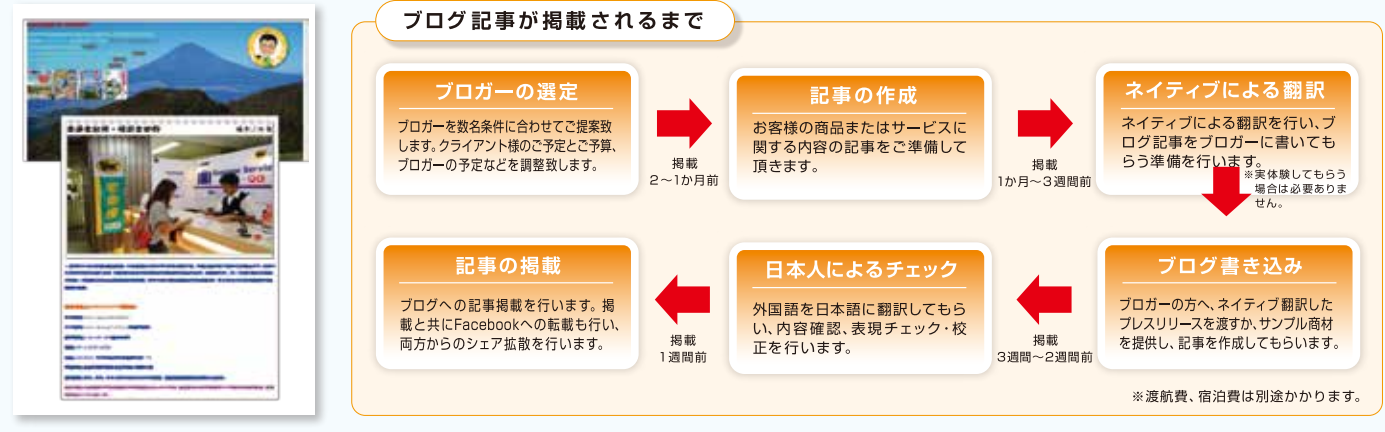 ブログ記事が掲載されるまで
ブロガーの選定
ブロガーを数名条件に合わせてご提案致
します。クライアント様のご予定とご予算、
ブロガーの予定などを調整致します。
掲載
2〜1か月前
記事の作成
お客様の商品またはサービスに
関する内容の記事をご準備して
頂きます。
掲載
1か月〜3週間前
ネイティブによる翻訳
ネイティブによる翻訳を行い、ブ
ログ記事をブロガーに書いても
らう準備を行います。
※実体験してもらう
場合は必要ありま
せん。
ブログ書き込み
ブロガーの方へ、ネイティブ翻訳した
プレスリリースを渡すか、サンプル商材
を提供し、記事を作成してもらいます。
掲載
3週間〜2週間前
日本人によるチェック
外国語を日本語に翻訳してもら
い、内容確認、表現チェック・校
正を行います。
掲載
1週間前
記事の掲載
ブログへの記事掲載を行います。掲
載と共にFacebookへの転載も行い、
両方からのシェア拡散を行います。
※渡航費、宿泊費は別途かかります。